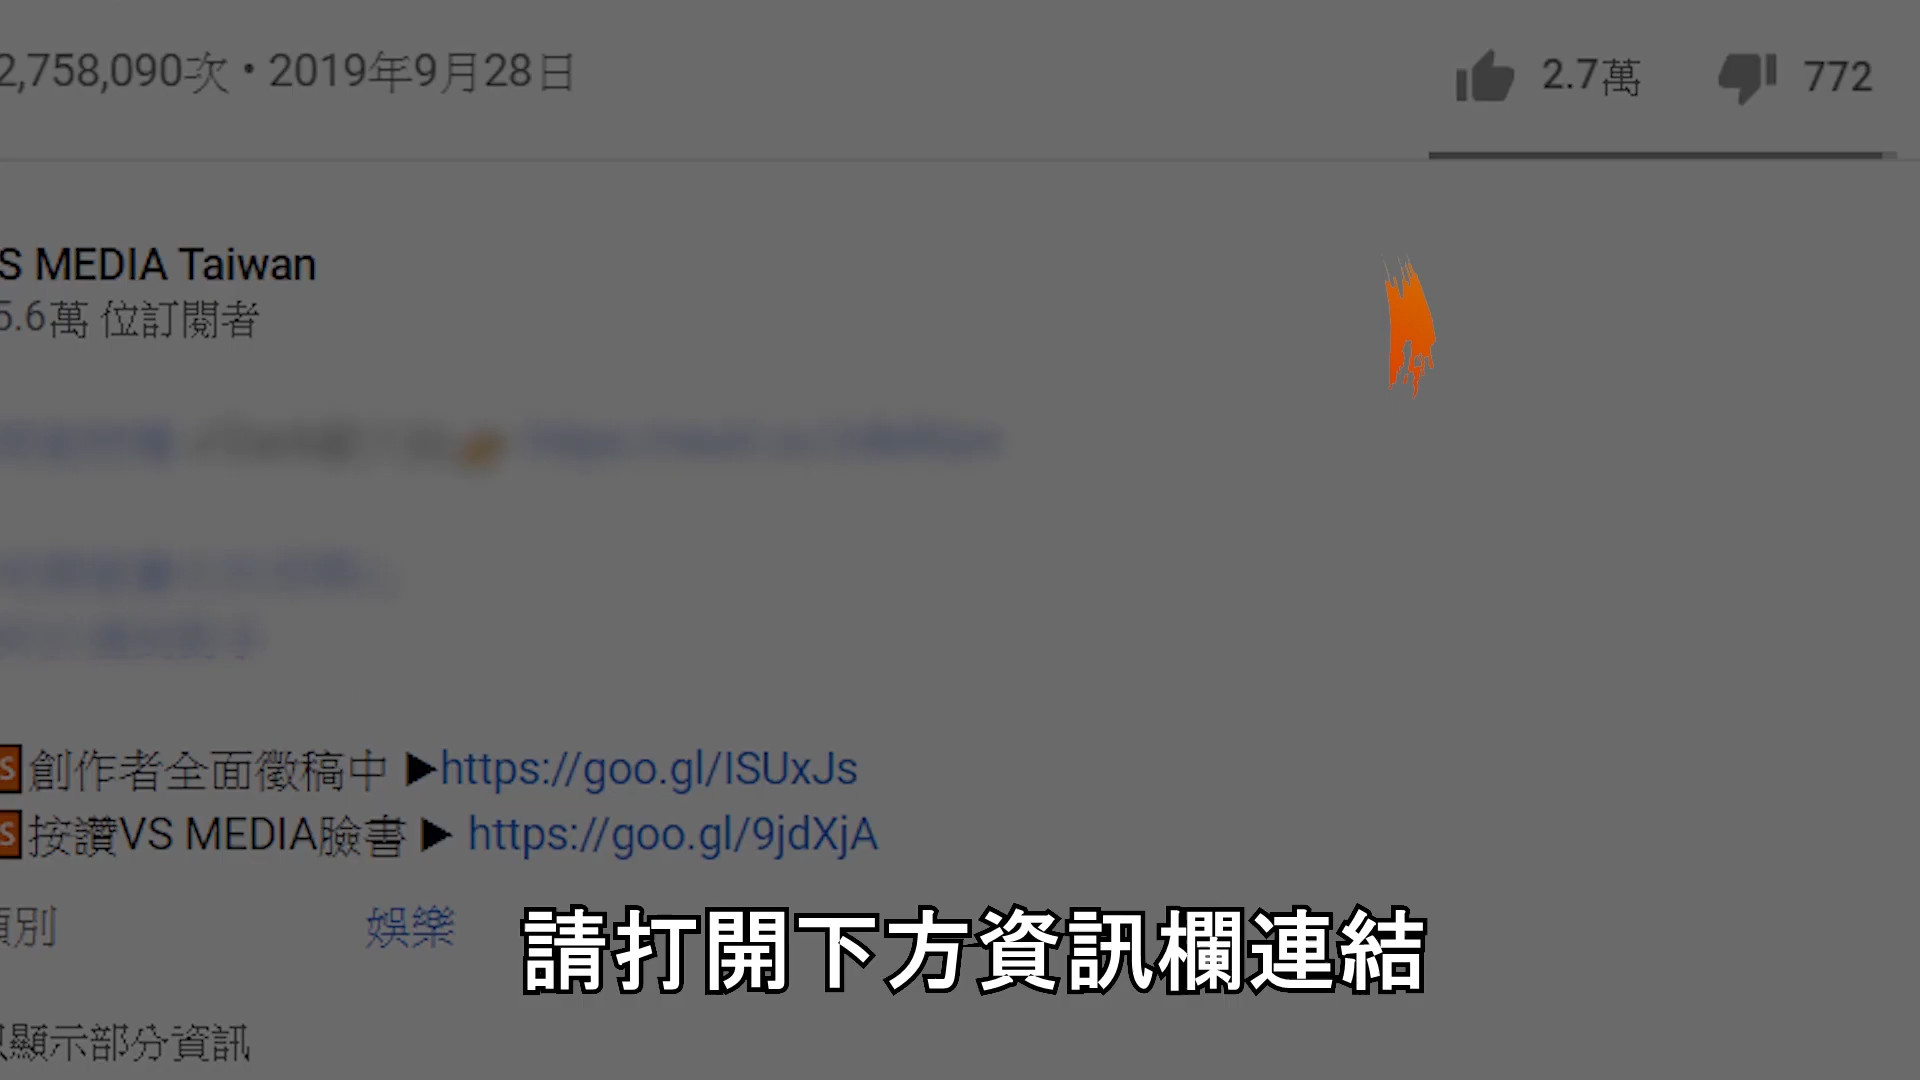 2,758,090次 • 2019年9月28日
2.7萬
772
S MEDIA Taiwan
5.6萬 位訂閱者
S 創作者全面徵稿中 ▶https://goo.gl/ISUxJs
S 按讚VS MEDIA臉書 ▶ https://goo.gl/9jdXjA
類別 娛樂
請打開下方資訊欄連結
只顯示部分資訊